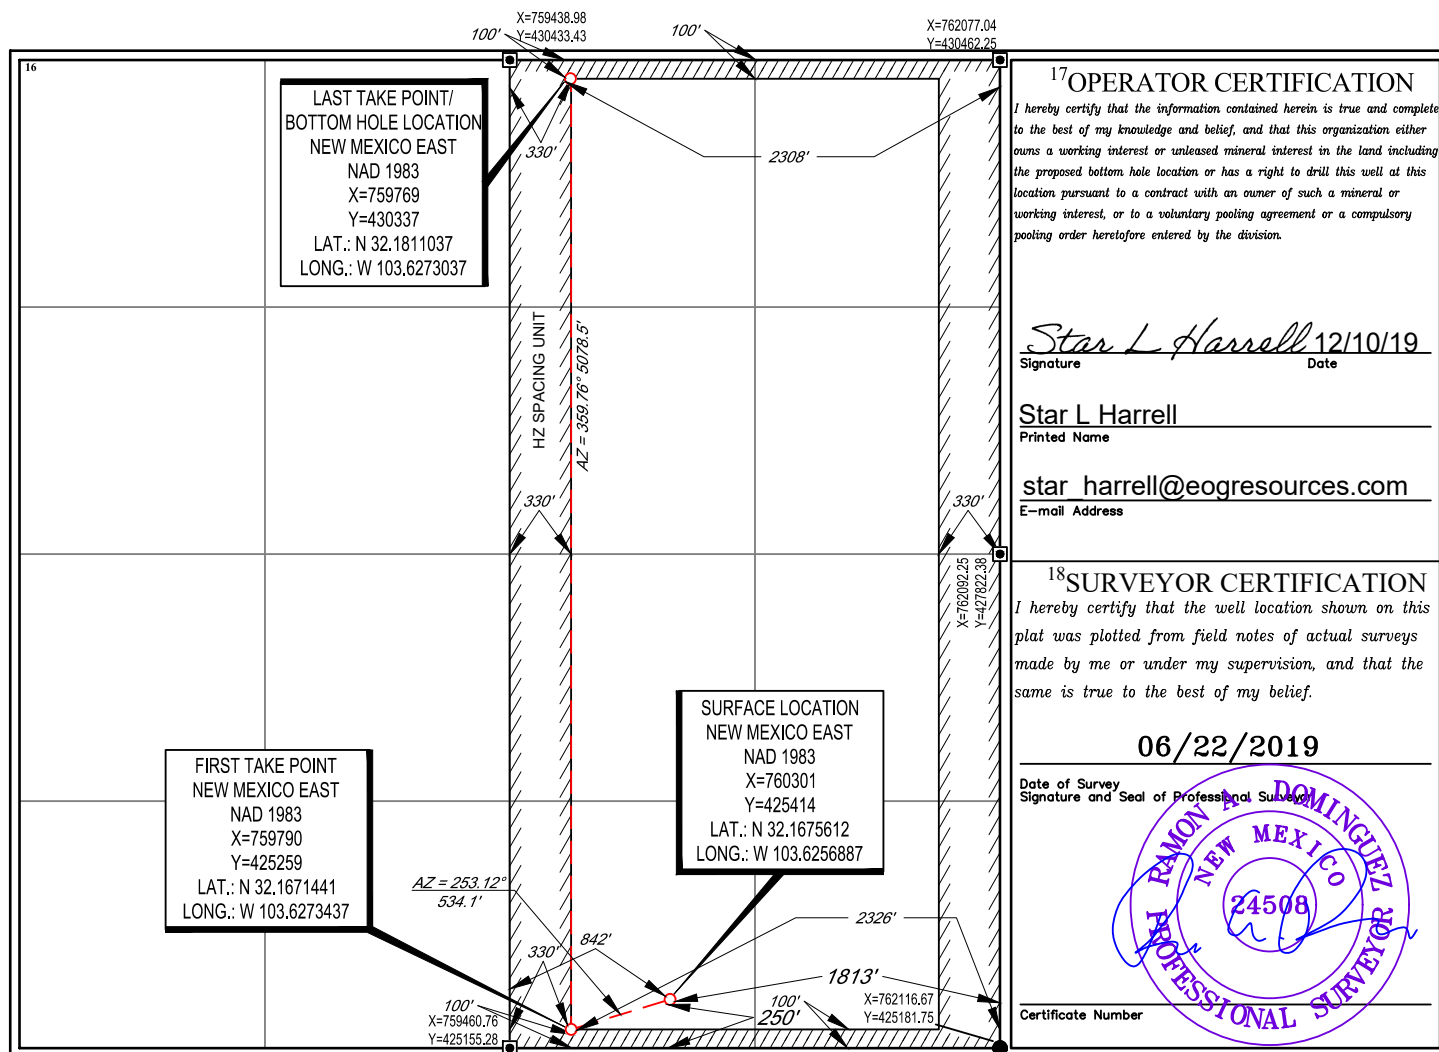 16
X=759438.98
Y=430433.43
100'
100'
X=762077.04
Y=430462.25
LAST TAKE POINT/
BOTTOM HOLE LOCATION
NEW MEXICO EAST
NAD 1983
X=759769
Y=430337
LAT.: N 32.1811037
LONG.: W 103.6273037
330'
2308'
HZ SPACING UNIT
AZ = 359.76° 5078.5'
330'
330'
X=762092.25
Y=427822.38
SURFACE LOCATION
NEW MEXICO EAST
NAD 1983
X=760301
Y=425414
LAT.: N 32.1675612
LONG.: W 103.6256887
FIRST TAKE POINT
NEW MEXICO EAST
NAD 1983
X=759790
Y=425259
LAT.: N 32.1671441
LONG.: W 103.6273437
AZ = 253.12°
534.1'
842'
330'
2326'
1813'
100'
100'
250'
X=762116.67
Y=425181.75
X=759460.76
Y=425155.28
17OPERATOR CERTIFICATION
I hereby certify that the information contained herein is true and complete
to the best of my knowledge and belief, and that this organization either
owns a working interest or unleased mineral interest in the land including
the proposed bottom hole location or has a right to drill this well at this
location pursuant to a contract with an owner of such a mineral or
working interest, or to a voluntary pooling agreement or a compulsory
pooling order heretofore entered by the division.
Star L Harrell 12/10/19
Signature Date
Star L Harrell
Printed Name
star_harrell@eogresources.com
E-mail Address
18SURVEYOR CERTIFICATION
I hereby certify that the well location shown on this
plat was plotted from field notes of actual surveys
made by me or under my supervision, and that the
same is true to the best of my belief.
06/22/2019
Date of Survey
Signature and Seal of Professional Surveyor
RAMON A. DOMINGUEZ
NEW MEXICO
24508
PROFESSIONAL SURVEYOR
Certificate Number